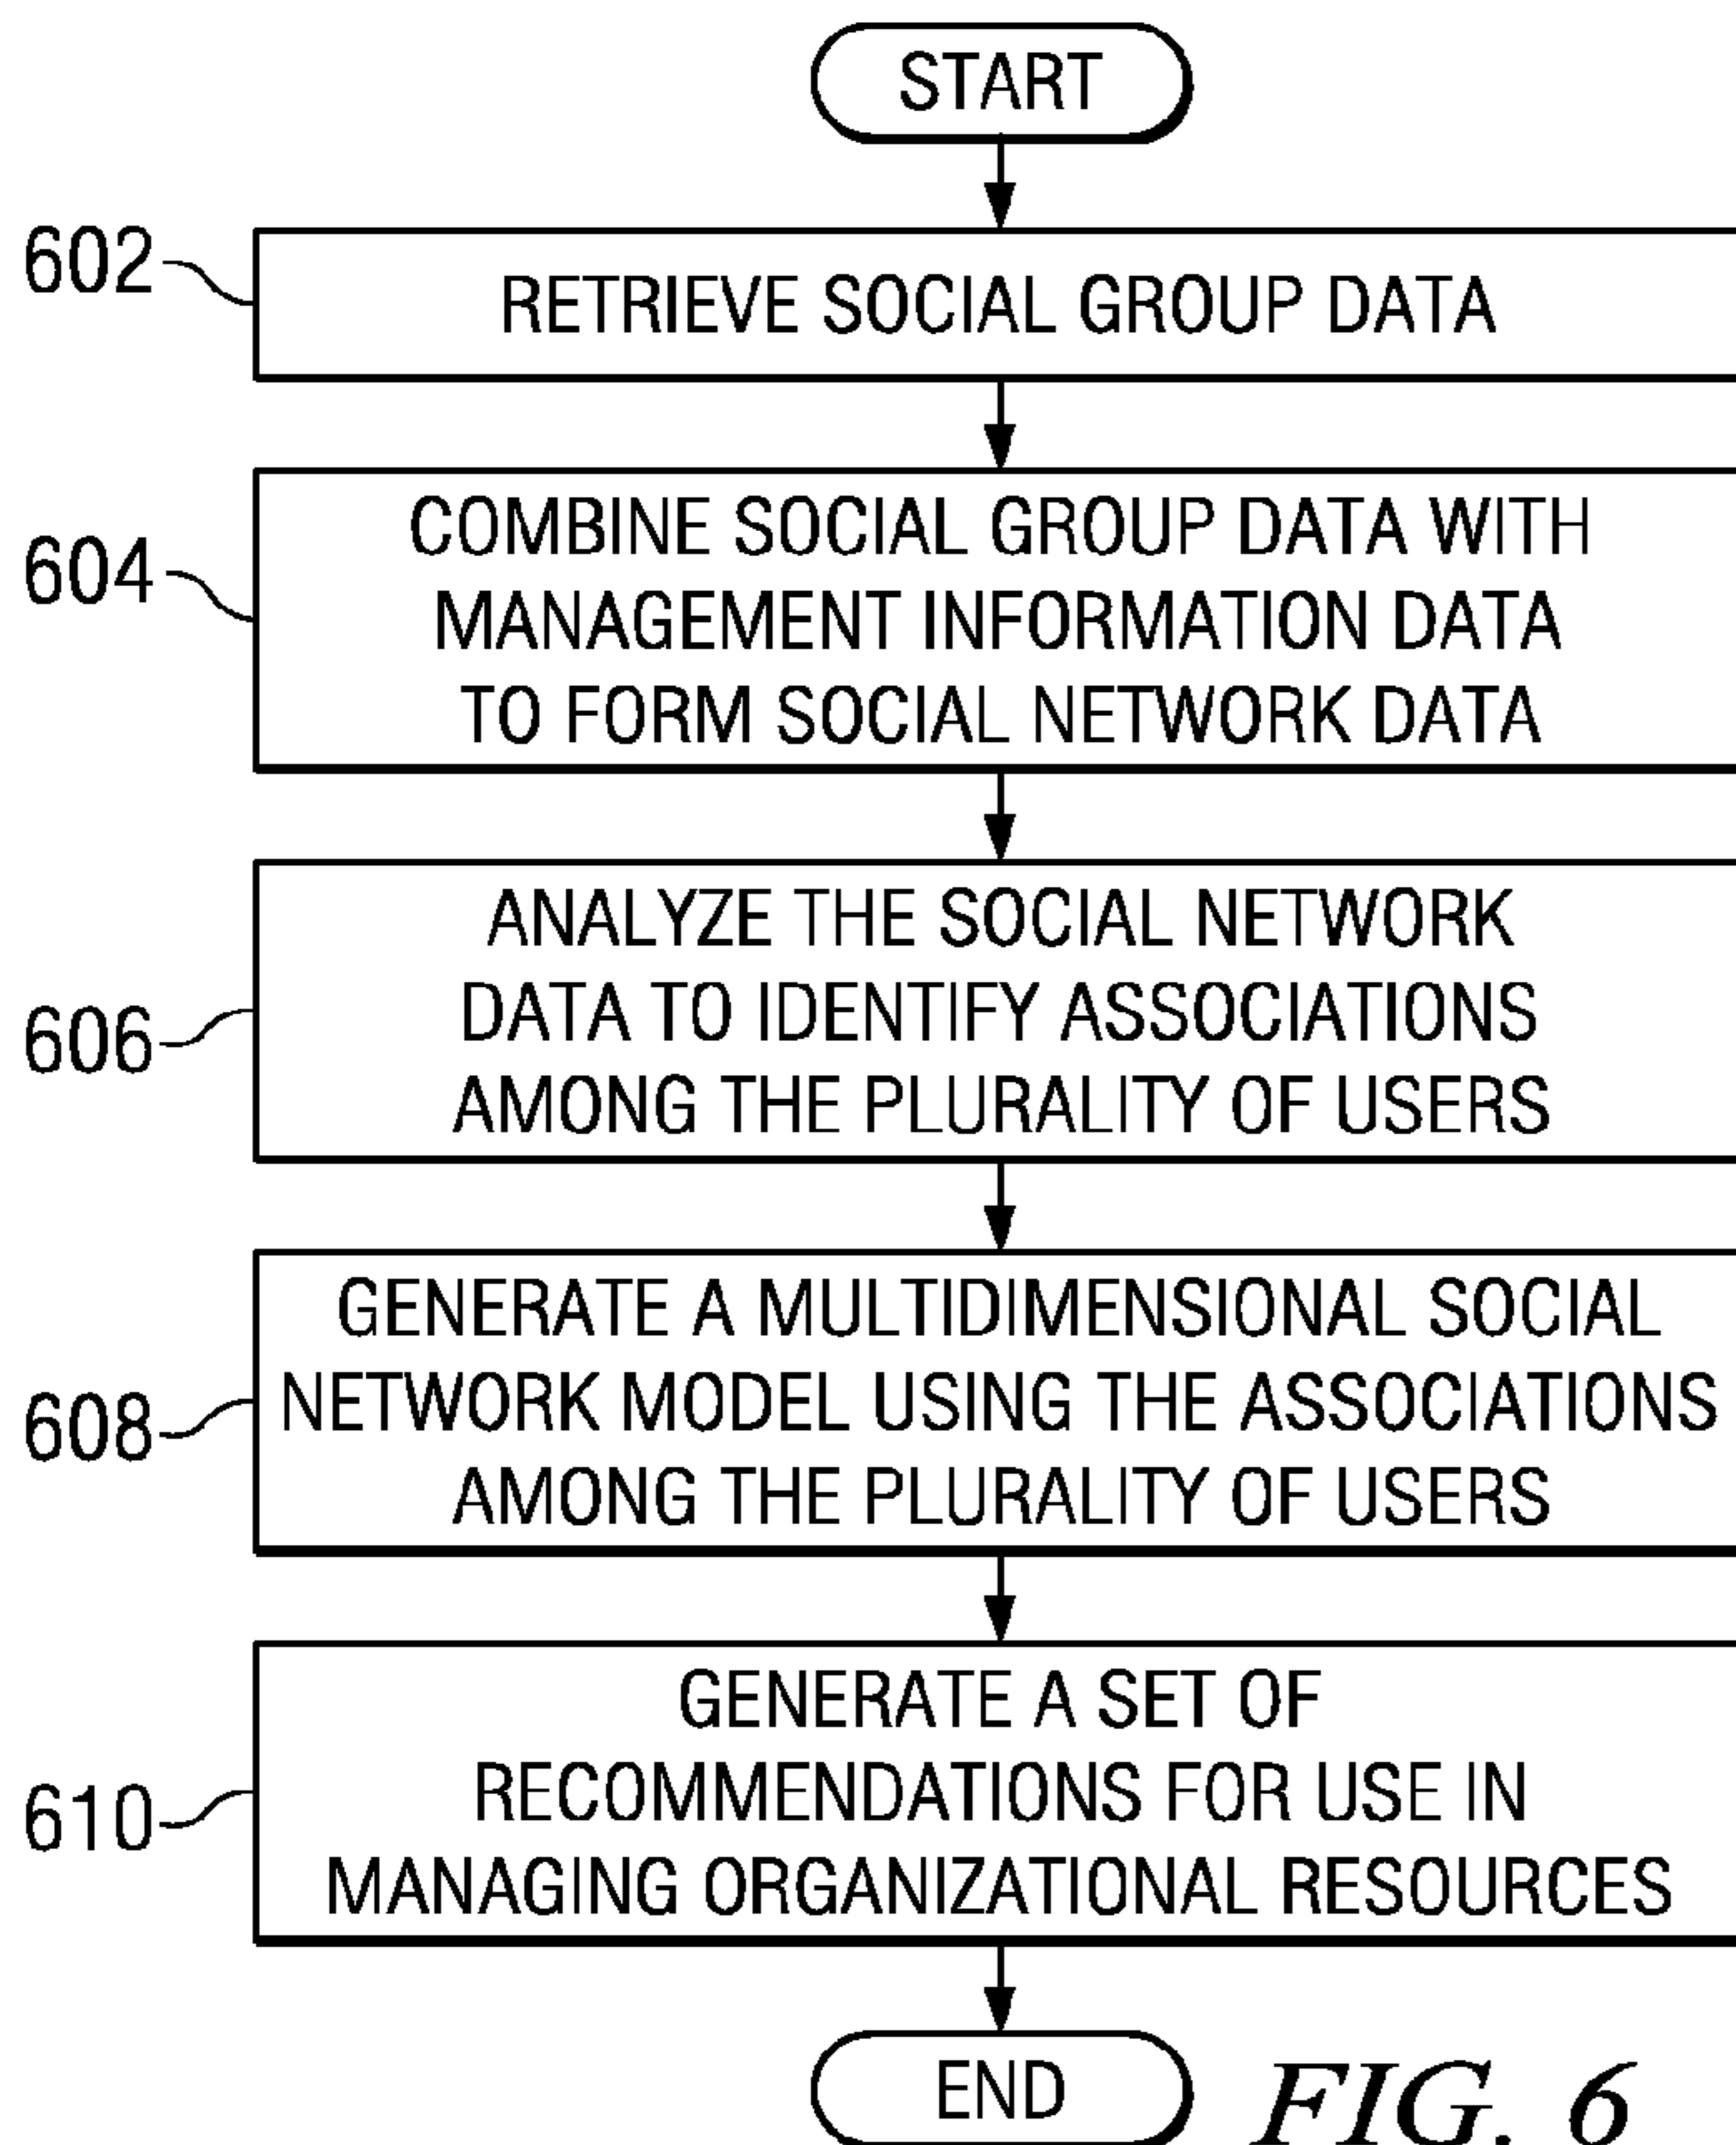 START
602
RETRIEVE SOCIAL GROUP DATA
604
COMBINE SOCIAL GROUP DATA WITH
MANAGEMENT INFORMATION DATA
TO FORM SOCIAL NETWORK DATA
606
ANALYZE THE SOCIAL NETWORK
DATA TO IDENTIFY ASSOCIATIONS
AMONG THE PLURALITY OF USERS
608
GENERATE A MULTIDIMENSIONAL SOCIAL
NETWORK MODEL USING THE ASSOCIATIONS
AMONG THE PLURALITY OF USERS
610
GENERATE A SET OF
RECOMMENDATIONS FOR USE IN
MANAGING ORGANIZATIONAL RESOURCES
END
FIG. 6